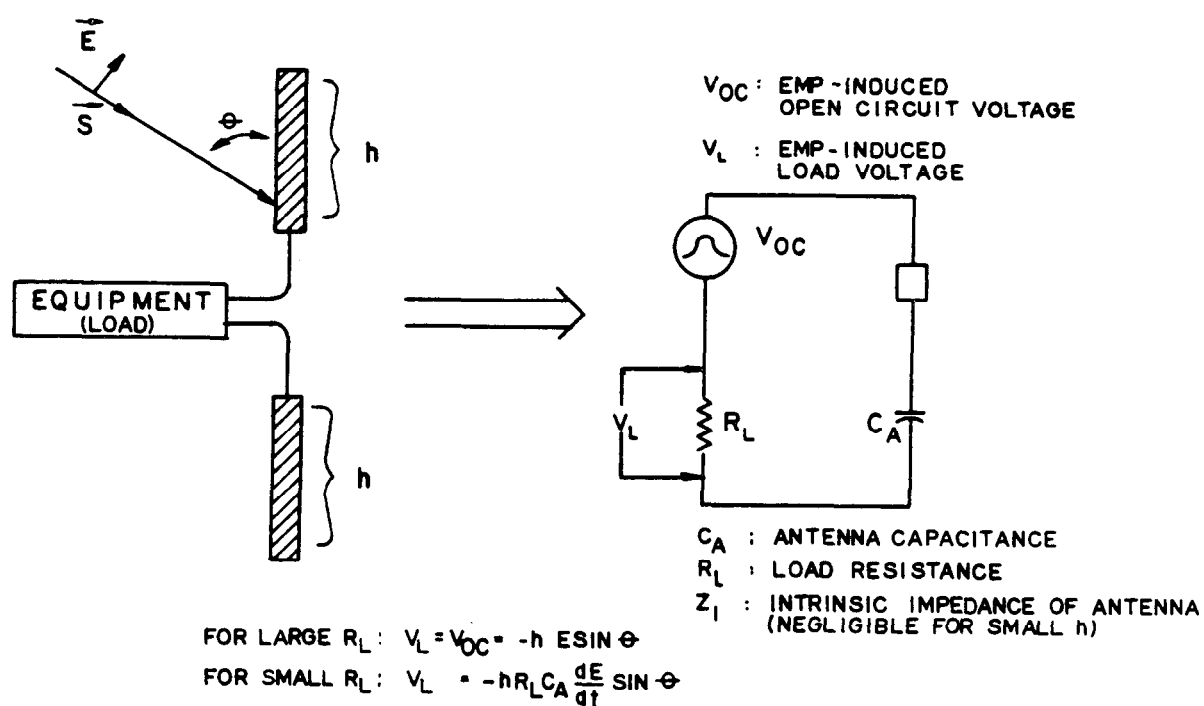 E
S
θ
h
EQUIPMENT
(LOAD)
h
V_OC : EMP-INDUCED
OPEN CIRCUIT VOLTAGE
V_L : EMP-INDUCED
LOAD VOLTAGE
V_OC
V_L
R_L
C_A
C_A : ANTENNA CAPACITANCE
R_L : LOAD RESISTANCE
Z_I : INTRINSIC IMPEDANCE OF ANTENNA
(NEGLIGIBLE FOR SMALL h)
FOR LARGE R_L : V_L = V_OC = -h E SIN θ
FOR SMALL R_L : V_L = -h R_L C_A dE/dt SIN θ